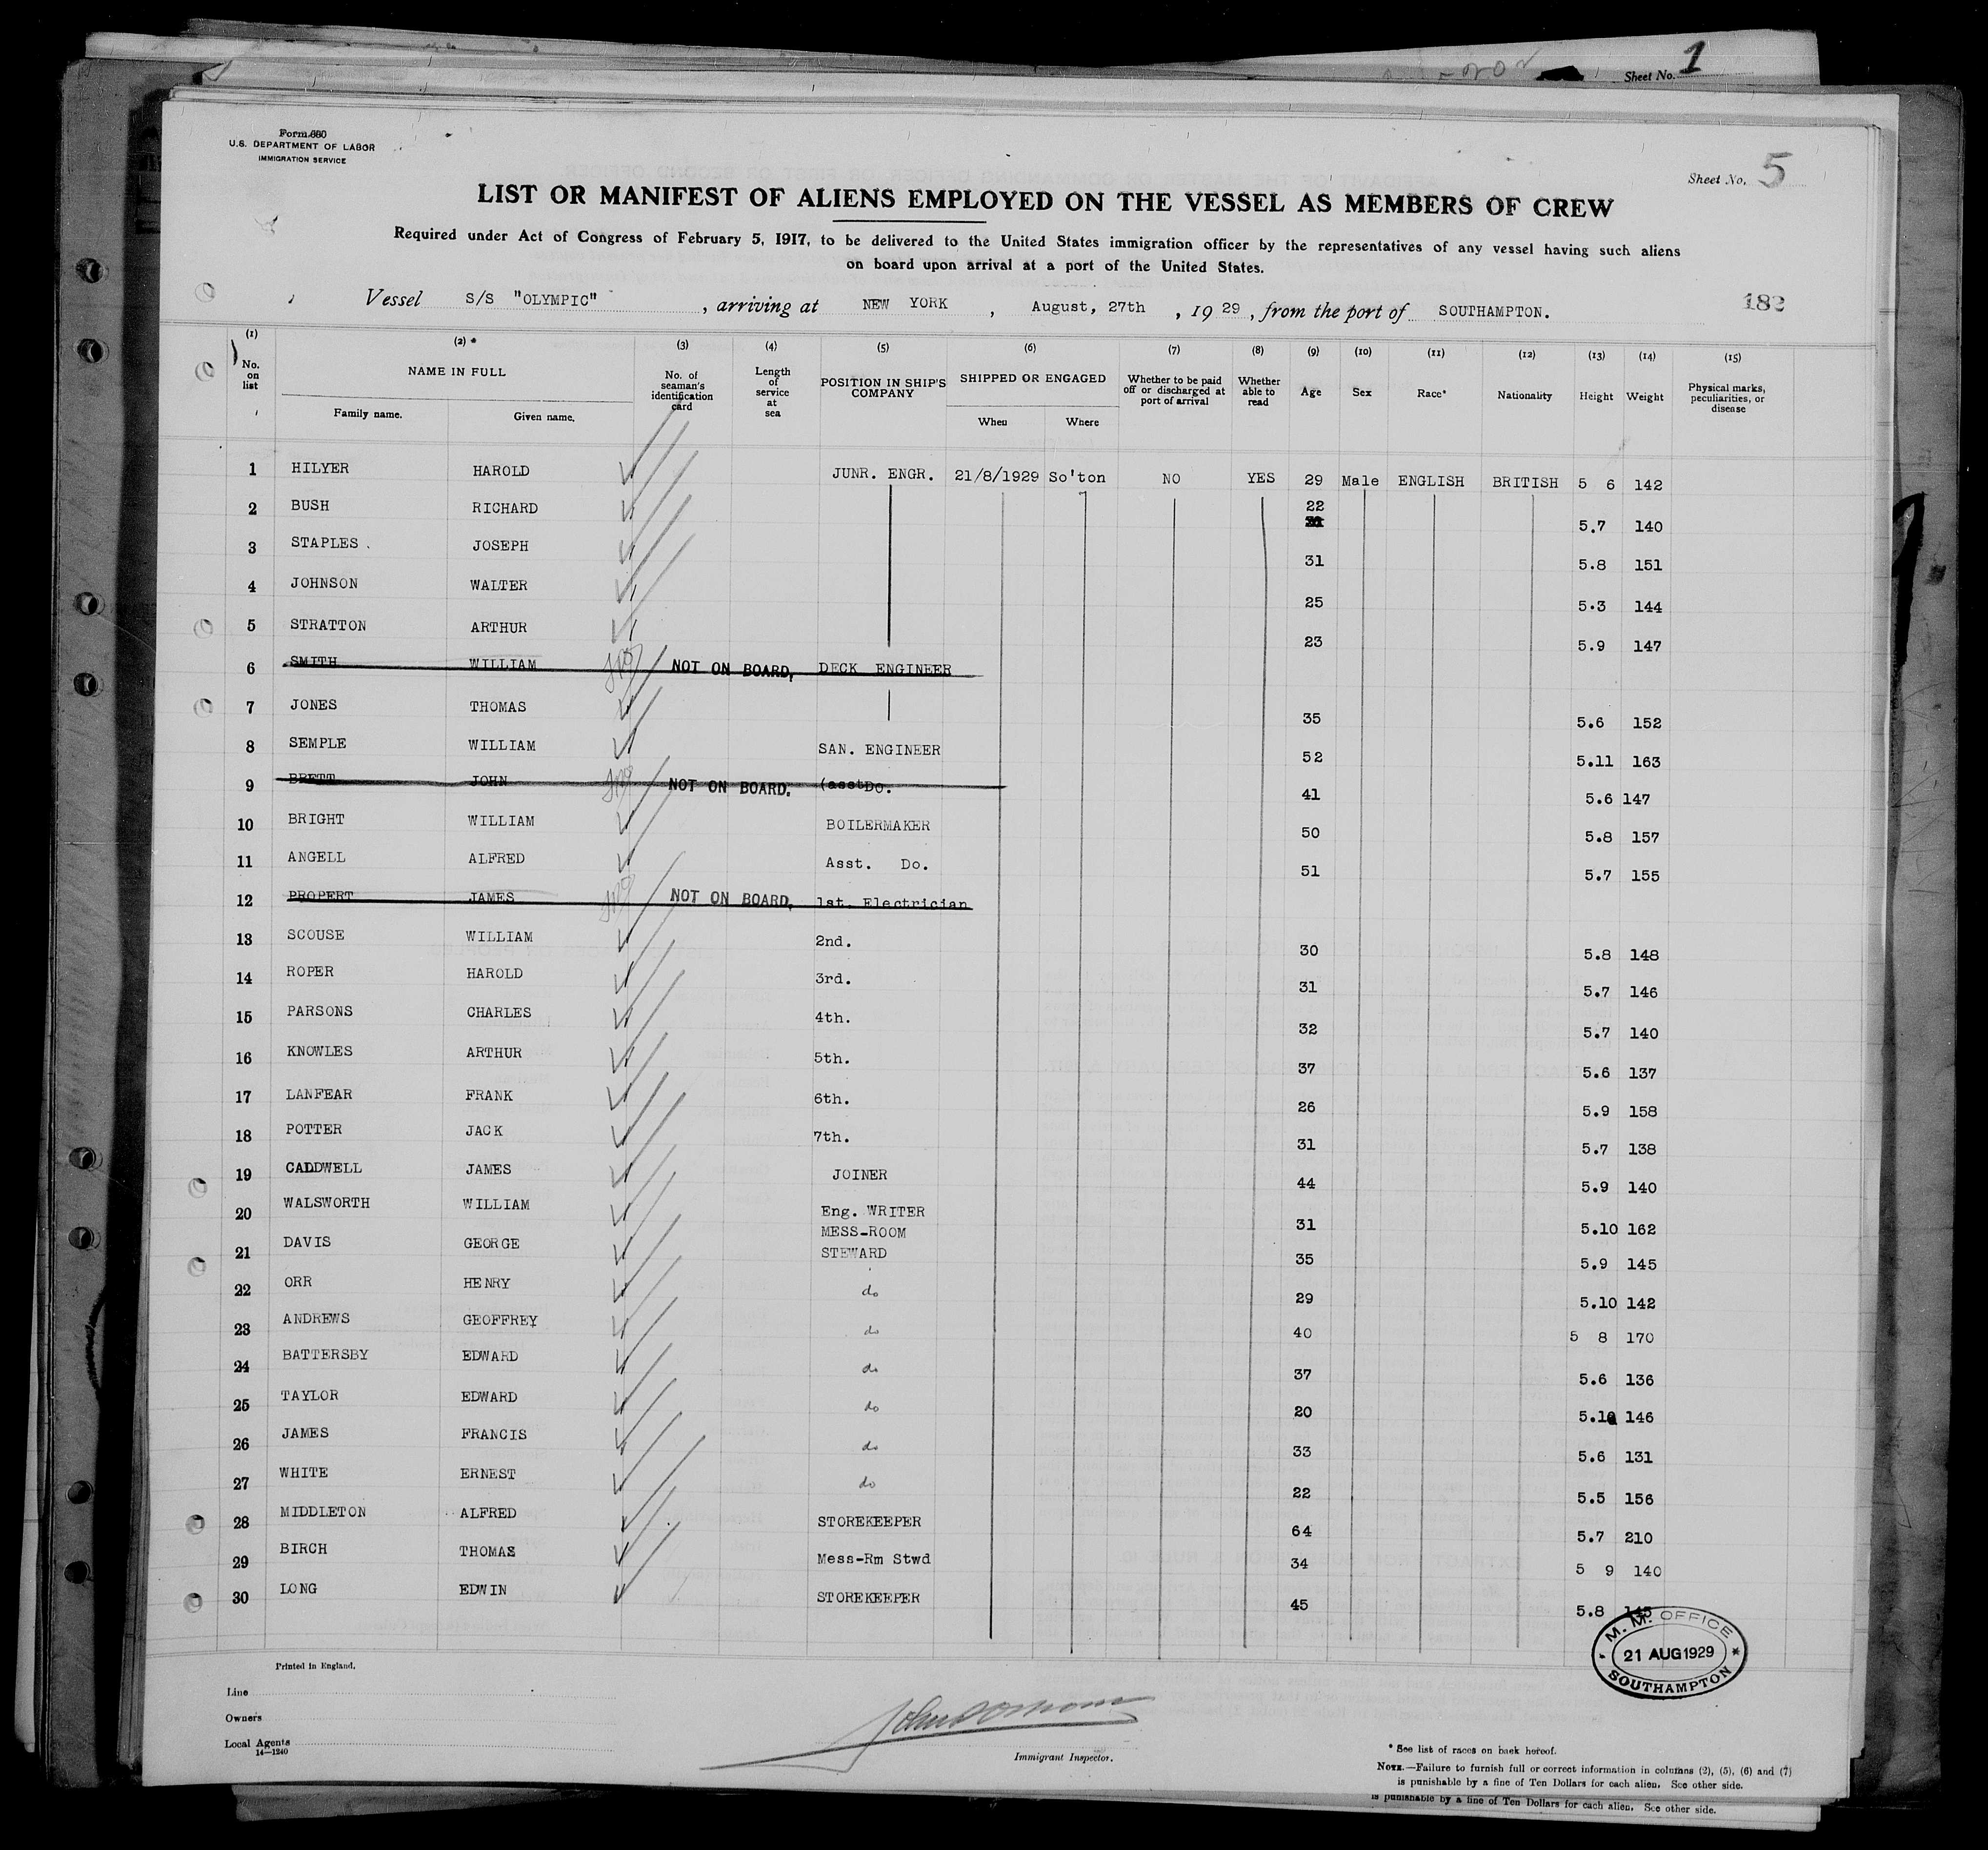 Sheet No. 1
Form 680
U.S. DEPARTMENT OF LABOR
IMMIGRATION SERVICE
Sheet No. 5
LIST OR MANIFEST OF ALIENS EMPLOYED ON THE VESSEL AS MEMBERS OF CREW
Required under Act of Congress of February 5, 1917, to be delivered to the United States immigration officer by the representatives of any vessel having such aliens
on board upon arrival at a port of the United States.
Vessel S/S "OLYMPIC", arriving at NEW YORK, August, 27th, 1929, from the port of SOUTHAMPTON. 182
(1) (2) * (3) (4) (5) (6) (7) (8) (9) (10) (11) (12) (13) (14) (15)
No. on list NAME IN FULL No. of seaman's identification card Length of service at sea POSITION IN SHIP'S COMPANY SHIPPED OR ENGAGED Whether to be paid off or discharged at port of arrival Whether able to read Age Sex Race* Nationality Height Weight Physical marks, peculiarities, or disease
Family name. Given name. When Where
1 HILYER HAROLD JUNR. ENGR. 21/8/1929 So'ton NO YES 29 Male ENGLISH BRITISH 5 6 142
2 BUSH RICHARD 22 5.7 140
3 STAPLES. JOSEPH 31 5.8 151
4 JOHNSON WALTER 25 5.3 144
5 STRATTON ARTHUR 23 5.9 147
6 SMITH WILLIAM NOT ON BOARD, DECK ENGINEER
7 JONES THOMAS 35 5.6 152
8 SEMPLE WILLIAM SAN. ENGINEER 52 5.11 163
9 BRETT JOHN NOT ON BOARD. (asstDo. 41 5.6 147
10 BRIGHT WILLIAM BOILERMAKER 50 5.8 157
11 ANGELL ALFRED Asst. Do. 51 5.7 155
12 PROPERT JAMES NOT ON BOARD, 1st. Electrician
13 SCOUSE WILLIAM 2nd. 30 5.8 148
14 ROPER HAROLD 3rd. 31 5.7 146
15 PARSONS CHARLES 4th. 32 5.7 140
16 KNOWLES ARTHUR 5th. 37 5.6 137
17 LANFEAR FRANK 6th. 26 5.9 158
18 POTTER JACK 7th. 31 5.7 138
19 CALDWELL JAMES JOINER 44 5.9 140
20 WALSWORTH WILLIAM Eng. WRITER 31 5.10 162
21 DAVIS GEORGE MESS-ROOM STEWARD 35 5.9 145
22 ORR HENRY do 29 5.10 142
23 ANDREWS GEOFFREY do 40 5 8 170
24 BATTERSBY EDWARD do 37 5.6 136
25 TAYLOR EDWARD do 20 5.10 146
26 JAMES FRANCIS do 33 5.6 131
27 WHITE ERNEST do 22 5.5 156
28 MIDDLETON ALFRED STOREKEEPER 64 5.7 210
29 BIRCH THOMAS Mess-Rm Stwd 34 5 9 140
30 LONG EDWIN STOREKEEPER 45 5.8 145
M. M. OFFICE
21 AUG 1929
SOUTHAMPTON
Printed in England.
Line
Owners
Local Agents
14—1240
Immigrant Inspector.
* See list of races on back hereof.
NOTE.—Failure to furnish full or correct information in columns (2), (5), (6) and (7)
is punishable by a fine of Ten Dollars for each alien. See other side.
is punishable by a fine of Ten Dollars for each alien. See other side.